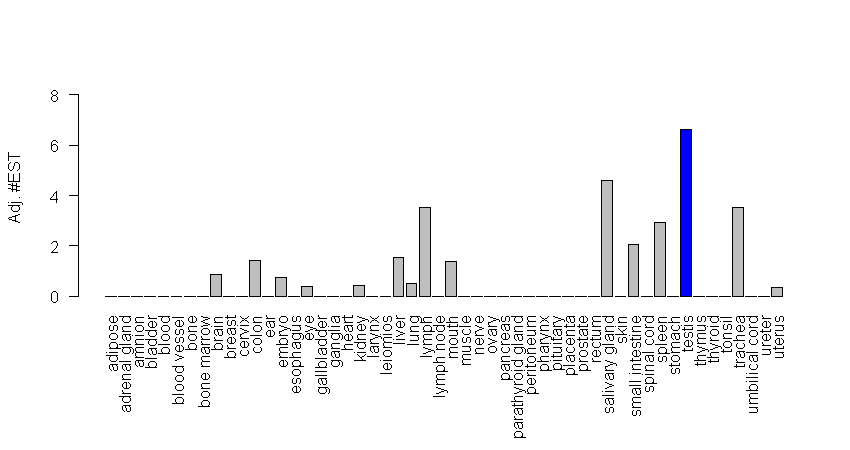 8
6
4
2
0
Adj. #EST
adipose
adrenal gland
amnion
bladder
blood
blood vessel
bone
bone marrow
brain
breast
cervix
colon
ear
embryo
esophagus
eye
gallbladder
ganglia
heart
kidney
larynx
leiomios
liver
lung
lymph
lymph node
mouth
muscle
nerve
ovary
pancreas
parathyroid gland
peritoneum
pharynx
pituitary
placenta
prostate
rectum
salivary gland
skin
small intestine
spinal cord
spleen
stomach
testis
thymus
thyroid
tonsil
trachea
umbilical cord
ureter
uterus